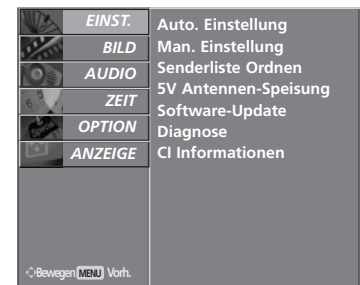 EINST.
BILD
AUDIO
ZEIT
OPTION
ANZEIGE
Auto. Einstellung
Man. Einstellung
Senderliste Ordnen
5V Antennen-Speisung
Software-Update
Diagnose
CI Informationen
Bewegen MENU Vorh.